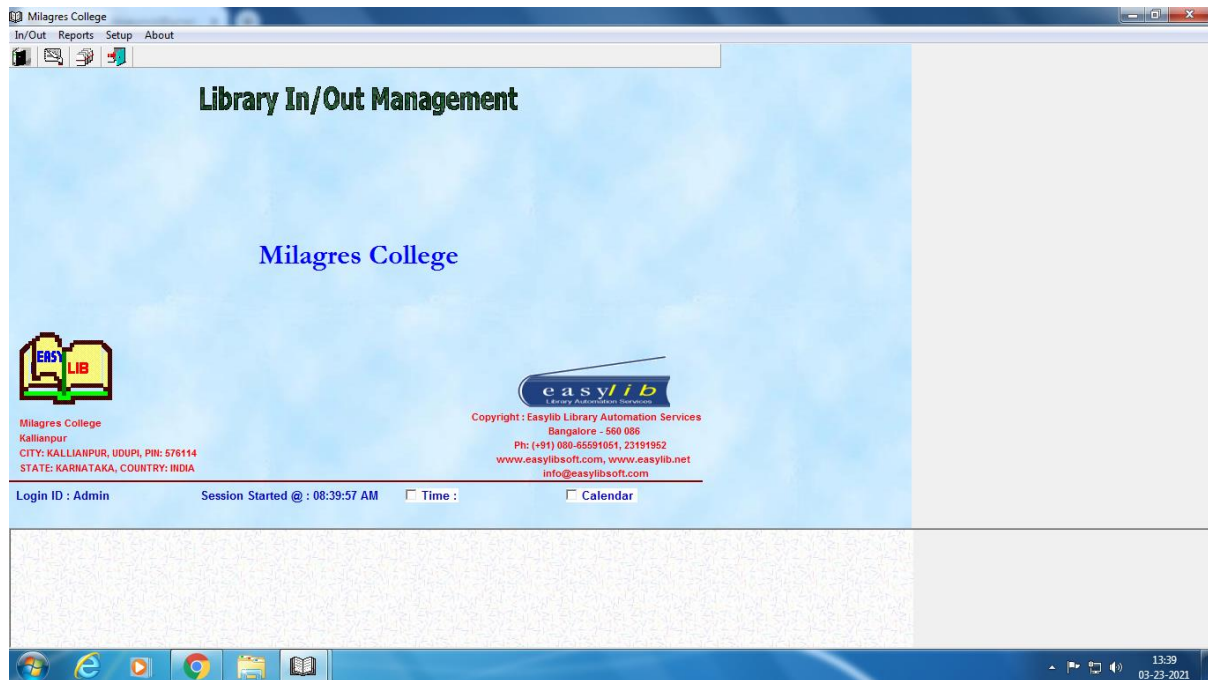 Milagres College
In/Out Reports Setup About
Library In/Out Management
Milagres College
EASY LIB
easylib
Library Automation Services
Milagres College
Kallianpur
CITY: KALLIANPUR, UDUPI, PIN: 576114
STATE: KARNATAKA, COUNTRY: INDIA
Copyright : Easylib Library Automation Services
Bangalore - 560 086
Ph: (+91) 080-65591051, 23191952
www.easylibsoft.com, www.easylib.net
info@easylibsoft.com
Login ID : Admin Session Started @ : 08:39:57 AM Time : Calendar
13:39
03-23-2021